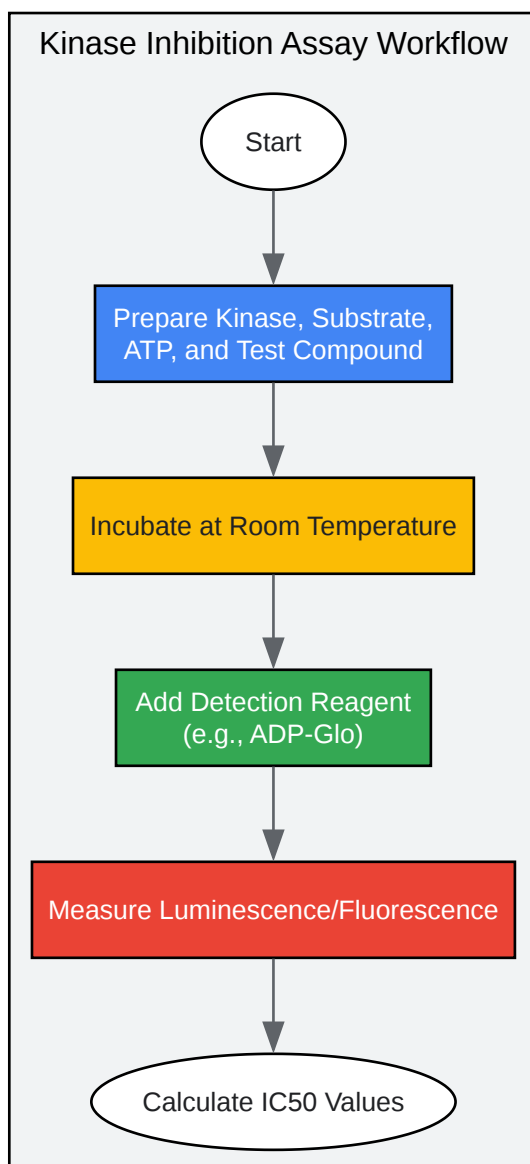 Kinase Inhibition Assay Workflow
Start
Prepare Kinase, Substrate,
ATP, and Test Compound
Incubate at Room Temperature
Add Detection Reagent
(e.g., ADP-Glo)
Measure Luminescence/Fluorescence
Calculate IC50 Values